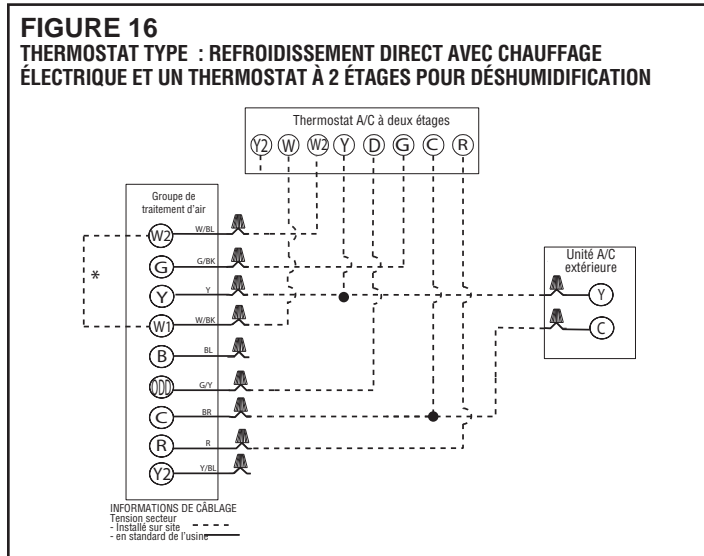 FIGURE 16
THERMOSTAT TYPE : REFROIDISSEMENT DIRECT AVEC CHAUFFAGE
ÉLECTRIQUE ET UN THERMOSTAT À 2 ÉTAGES POUR DÉSHUMIDIFICATION
Thermostat A/C à deux étages
Y2 W W2 Y D G C R
Groupe de
traitement d'air
W2 W/BL
G G/BK
Y Y
*
W1 W/BK
B BL
ODD G/Y
C BR
R R
Y2 Y/BL
Unité A/C
extérieure
Y
C
INFORMATIONS DE CÂBLAGE
Tension secteur
- Installé sur site
- en standard de l'usine